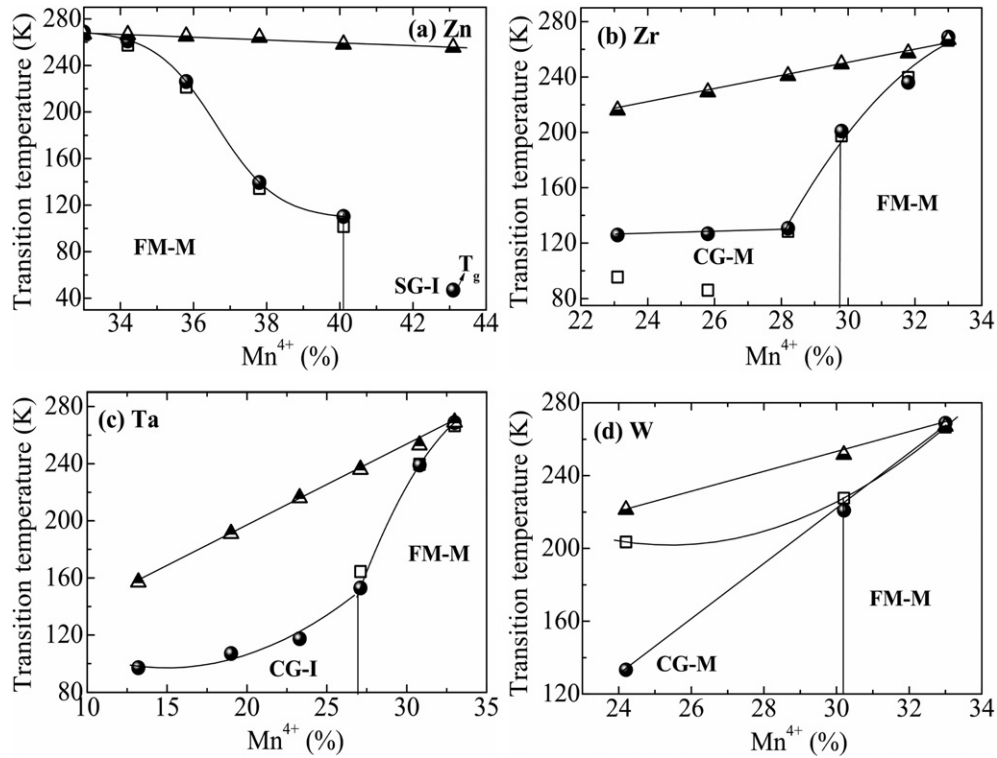 (a) Zn
Transition temperature (K)
280
240
200
160
120
80
40
FM-M
SG-I
T_g
34 36 38 40 42 44
Mn⁴⁺ (%)
(b) Zr
Transition temperature (K)
280
240
200
160
120
80
FM-M
CG-M
22 24 26 28 30 32 34
Mn⁴⁺ (%)
(c) Ta
Transition temperature (K)
280
240
200
160
120
80
FM-M
CG-I
10 15 20 25 30 35
Mn⁴⁺ (%)
(d) W
Transition temperature (K)
280
240
200
160
120
FM-M
CG-M
24 26 28 30 32 34
Mn⁴⁺ (%)